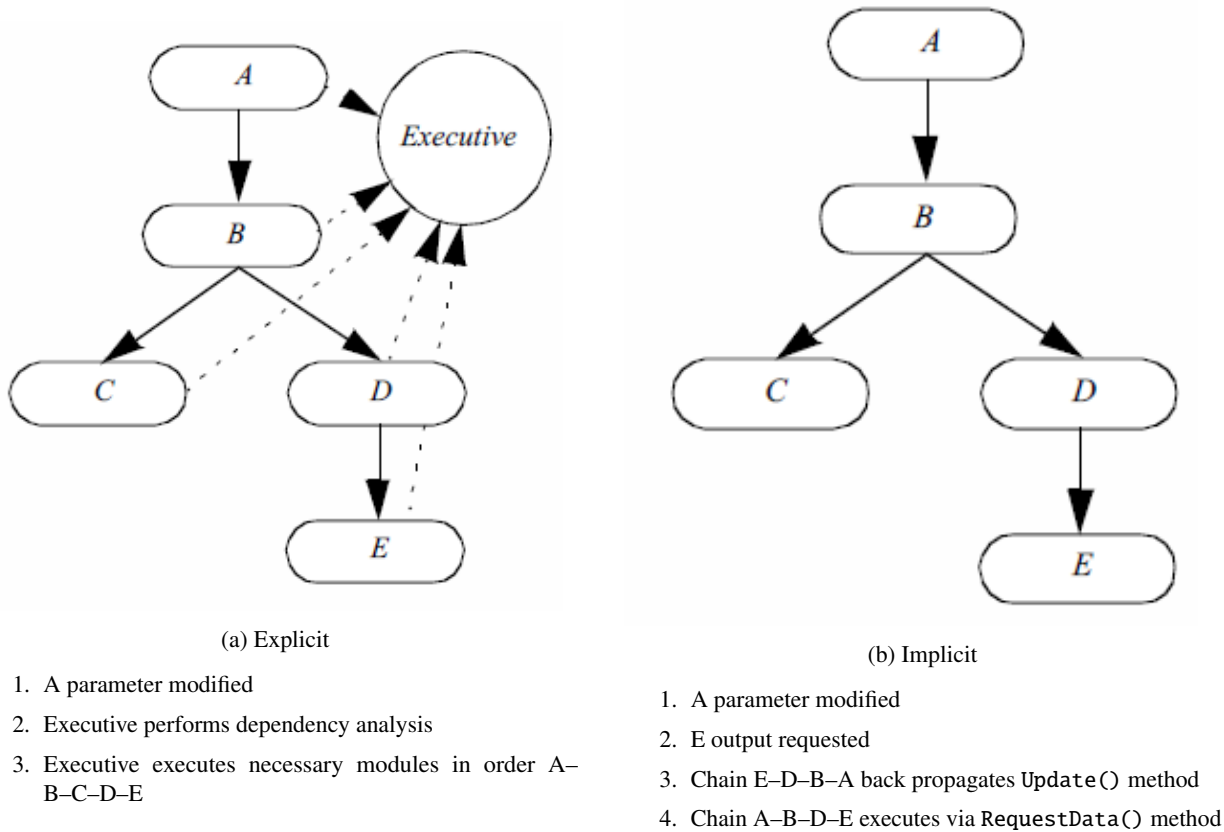 A
Executive
B
C
D
E
(a) Explicit
1. A parameter modified
2. Executive performs dependency analysis
3. Executive executes necessary modules in order A–
B–C–D–E
A
B
C
D
E
(b) Implicit
1. A parameter modified
2. E output requested
3. Chain E–D–B–A back propagates Update() method
4. Chain A–B–D–E executes via RequestData() method